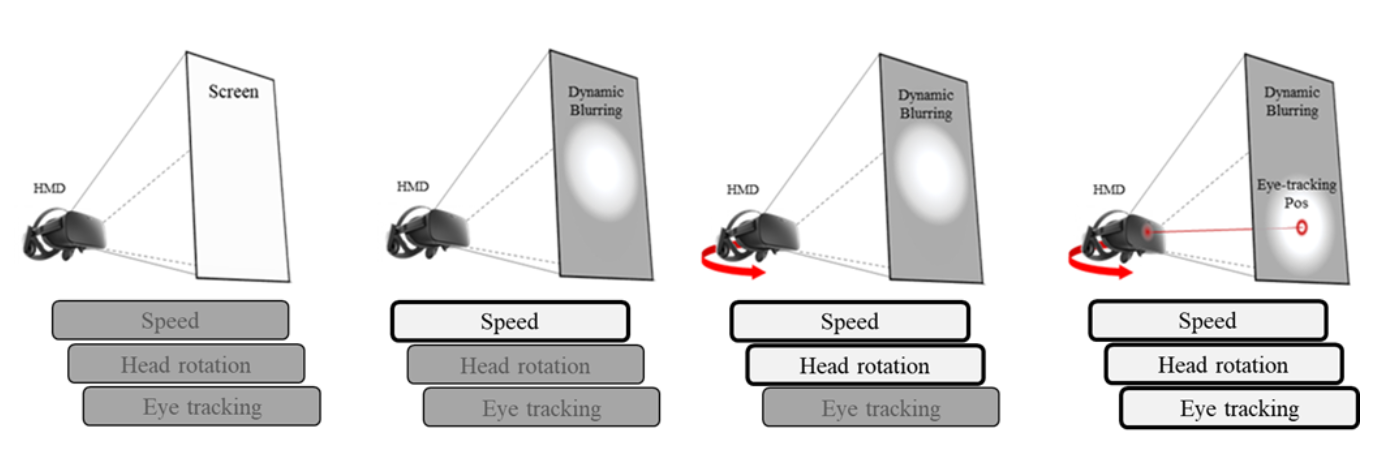 Screen
HMD
Speed
Head rotation
Eye tracking
Dynamic
Blurring
HMD
Speed
Head rotation
Eye tracking
Dynamic
Blurring
HMD
Speed
Head rotation
Eye tracking
Dynamic
Blurring
Eye-tracking
Pos
HMD
Speed
Head rotation
Eye tracking